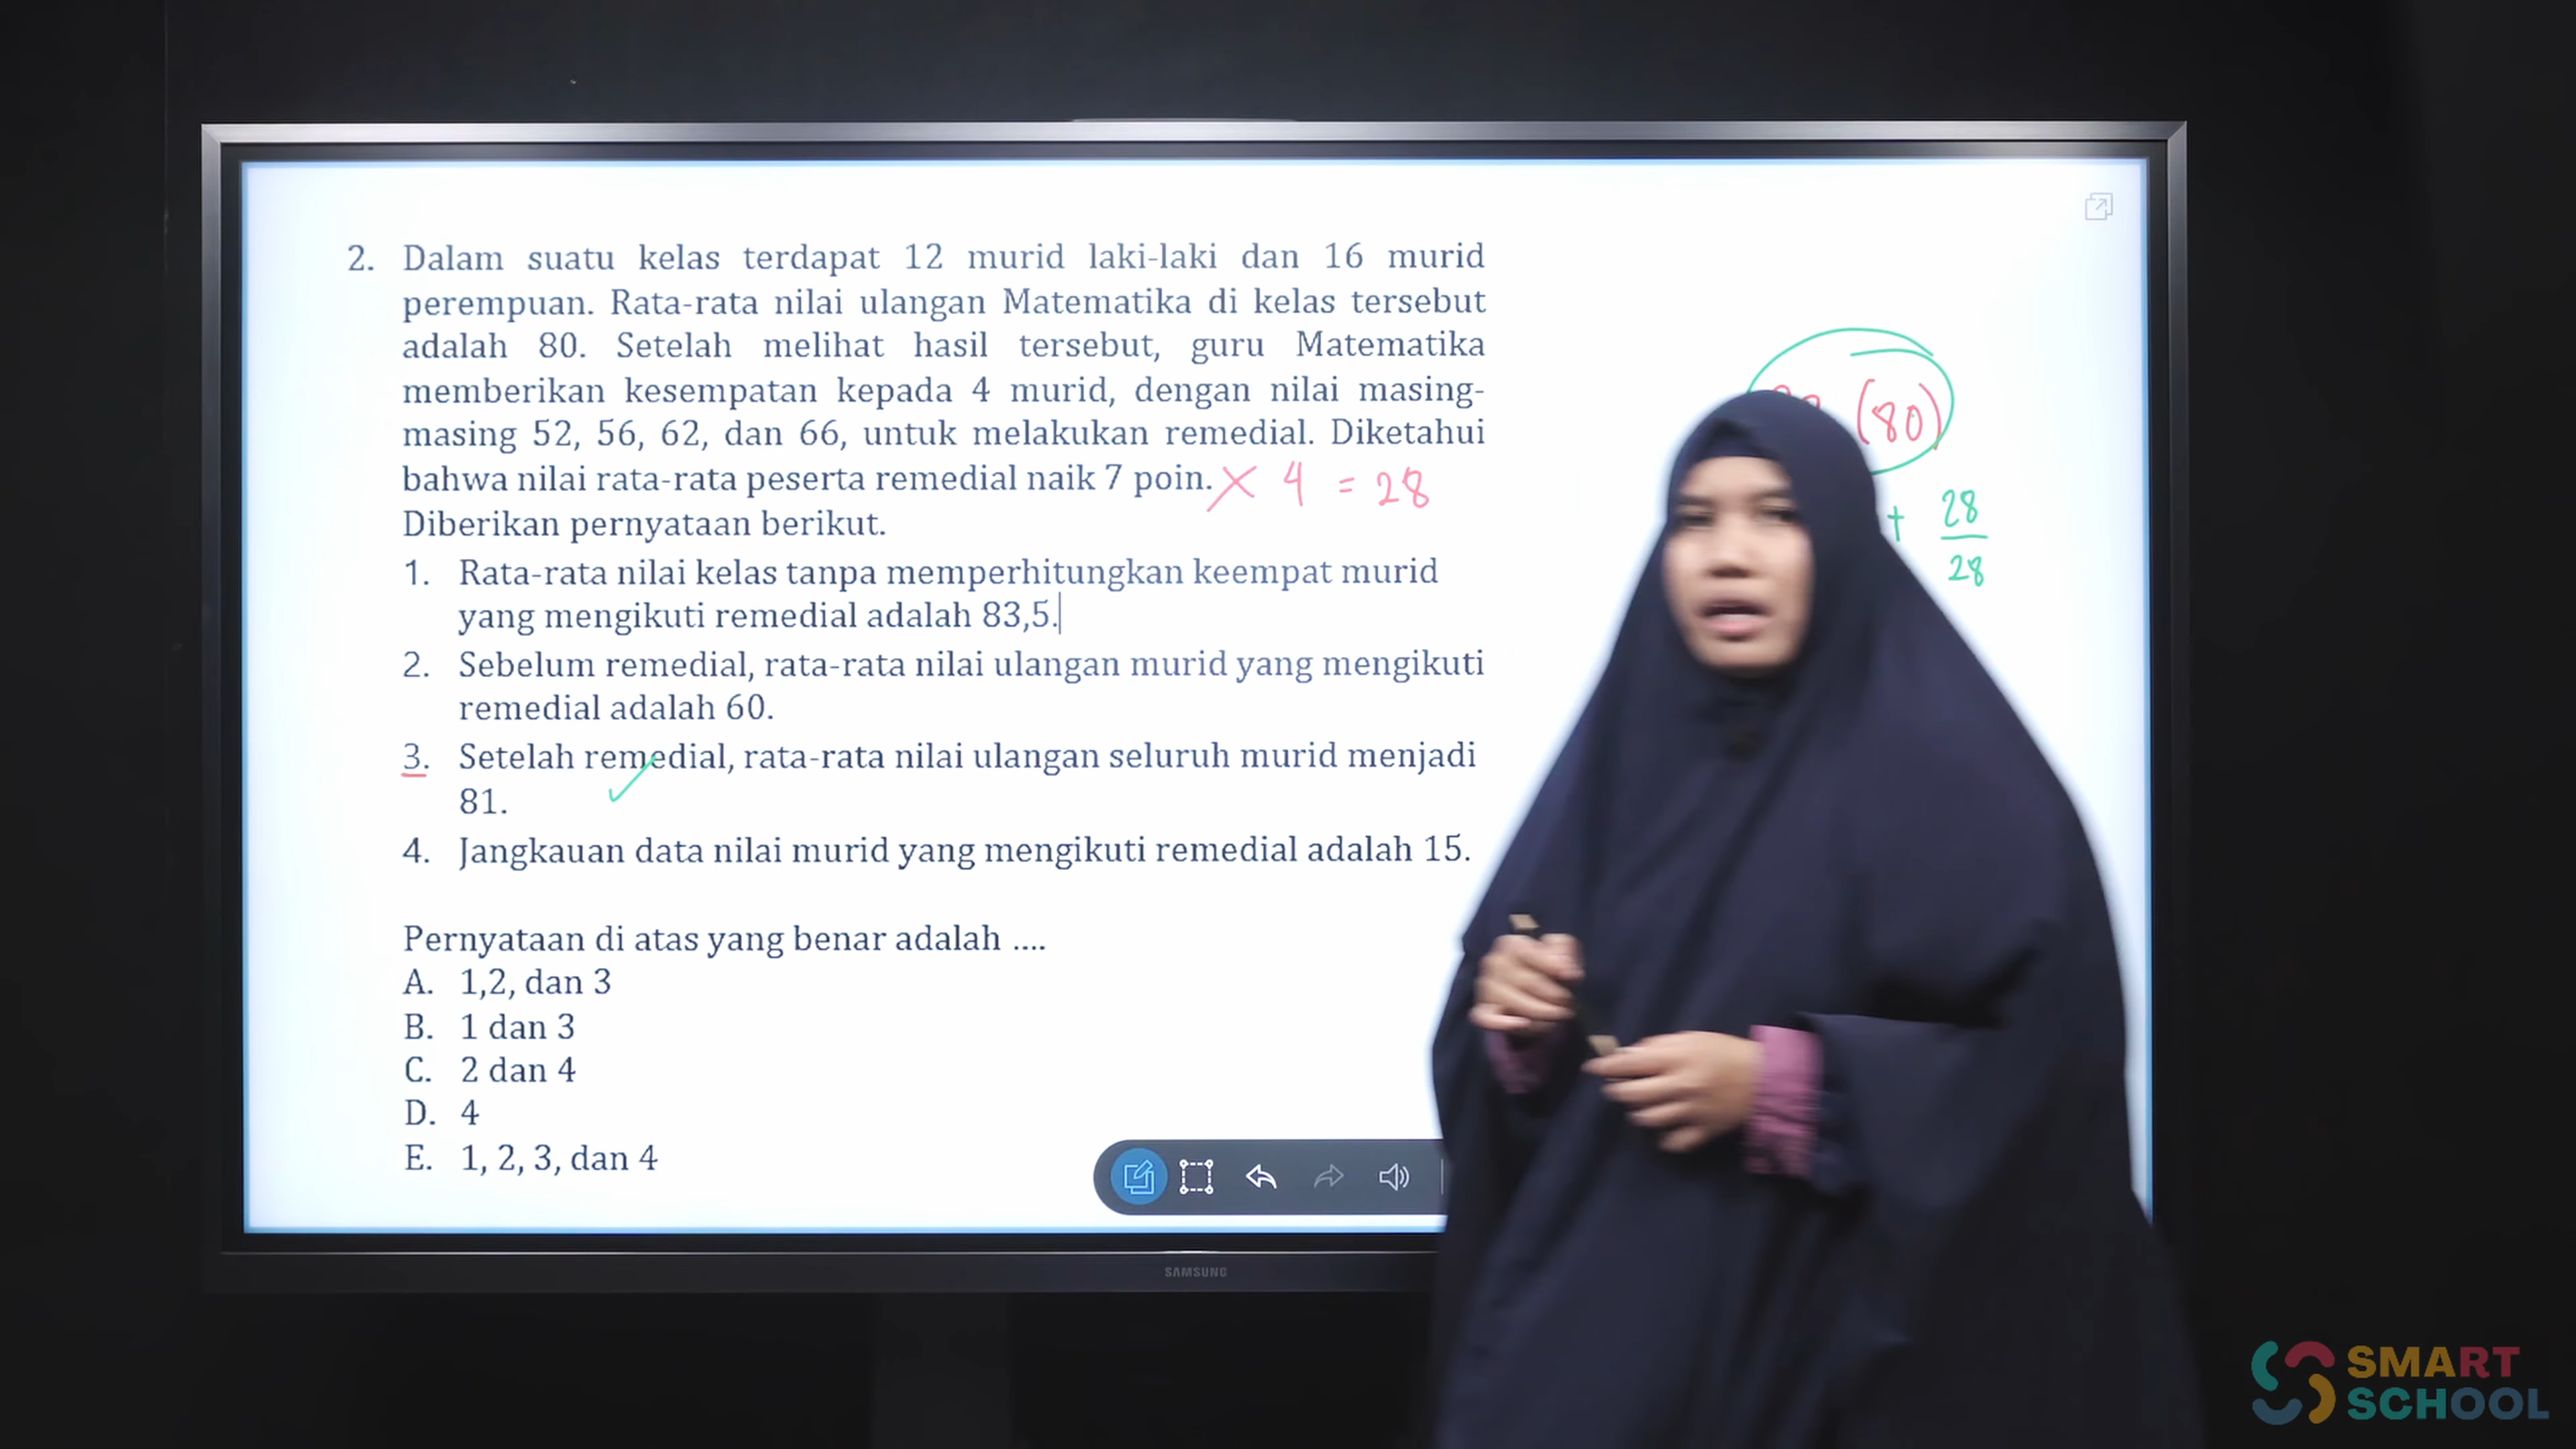 2. Dalam suatu kelas terdapat 12 murid laki-laki dan 16 murid
perempuan. Rata-rata nilai ulangan Matematika di kelas tersebut
adalah 80. Setelah melihat hasil tersebut, guru Matematika
memberikan kesempatan kepada 4 murid, dengan nilai masing-
masing 52, 56, 62, dan 66, untuk melakukan remedial. Diketahui
bahwa nilai rata-rata peserta remedial naik 7 poin. × 4 = 28
Diberikan pernyataan berikut.
1. Rata-rata nilai kelas tanpa memperhitungkan keempat murid
yang mengikuti remedial adalah 83,5.
2. Sebelum remedial, rata-rata nilai ulangan murid yang mengikuti
remedial adalah 60.
3. Setelah remedial, rata-rata nilai ulangan seluruh murid menjadi
81.
4. Jangkauan data nilai murid yang mengikuti remedial adalah 15.
Pernyataan di atas yang benar adalah ....
A. 1,2, dan 3
B. 1 dan 3
C. 2 dan 4
D. 4
E. 1, 2, 3, dan 4
(80)
+ 28
28
SAMSUNG
SMART
SCHOOL